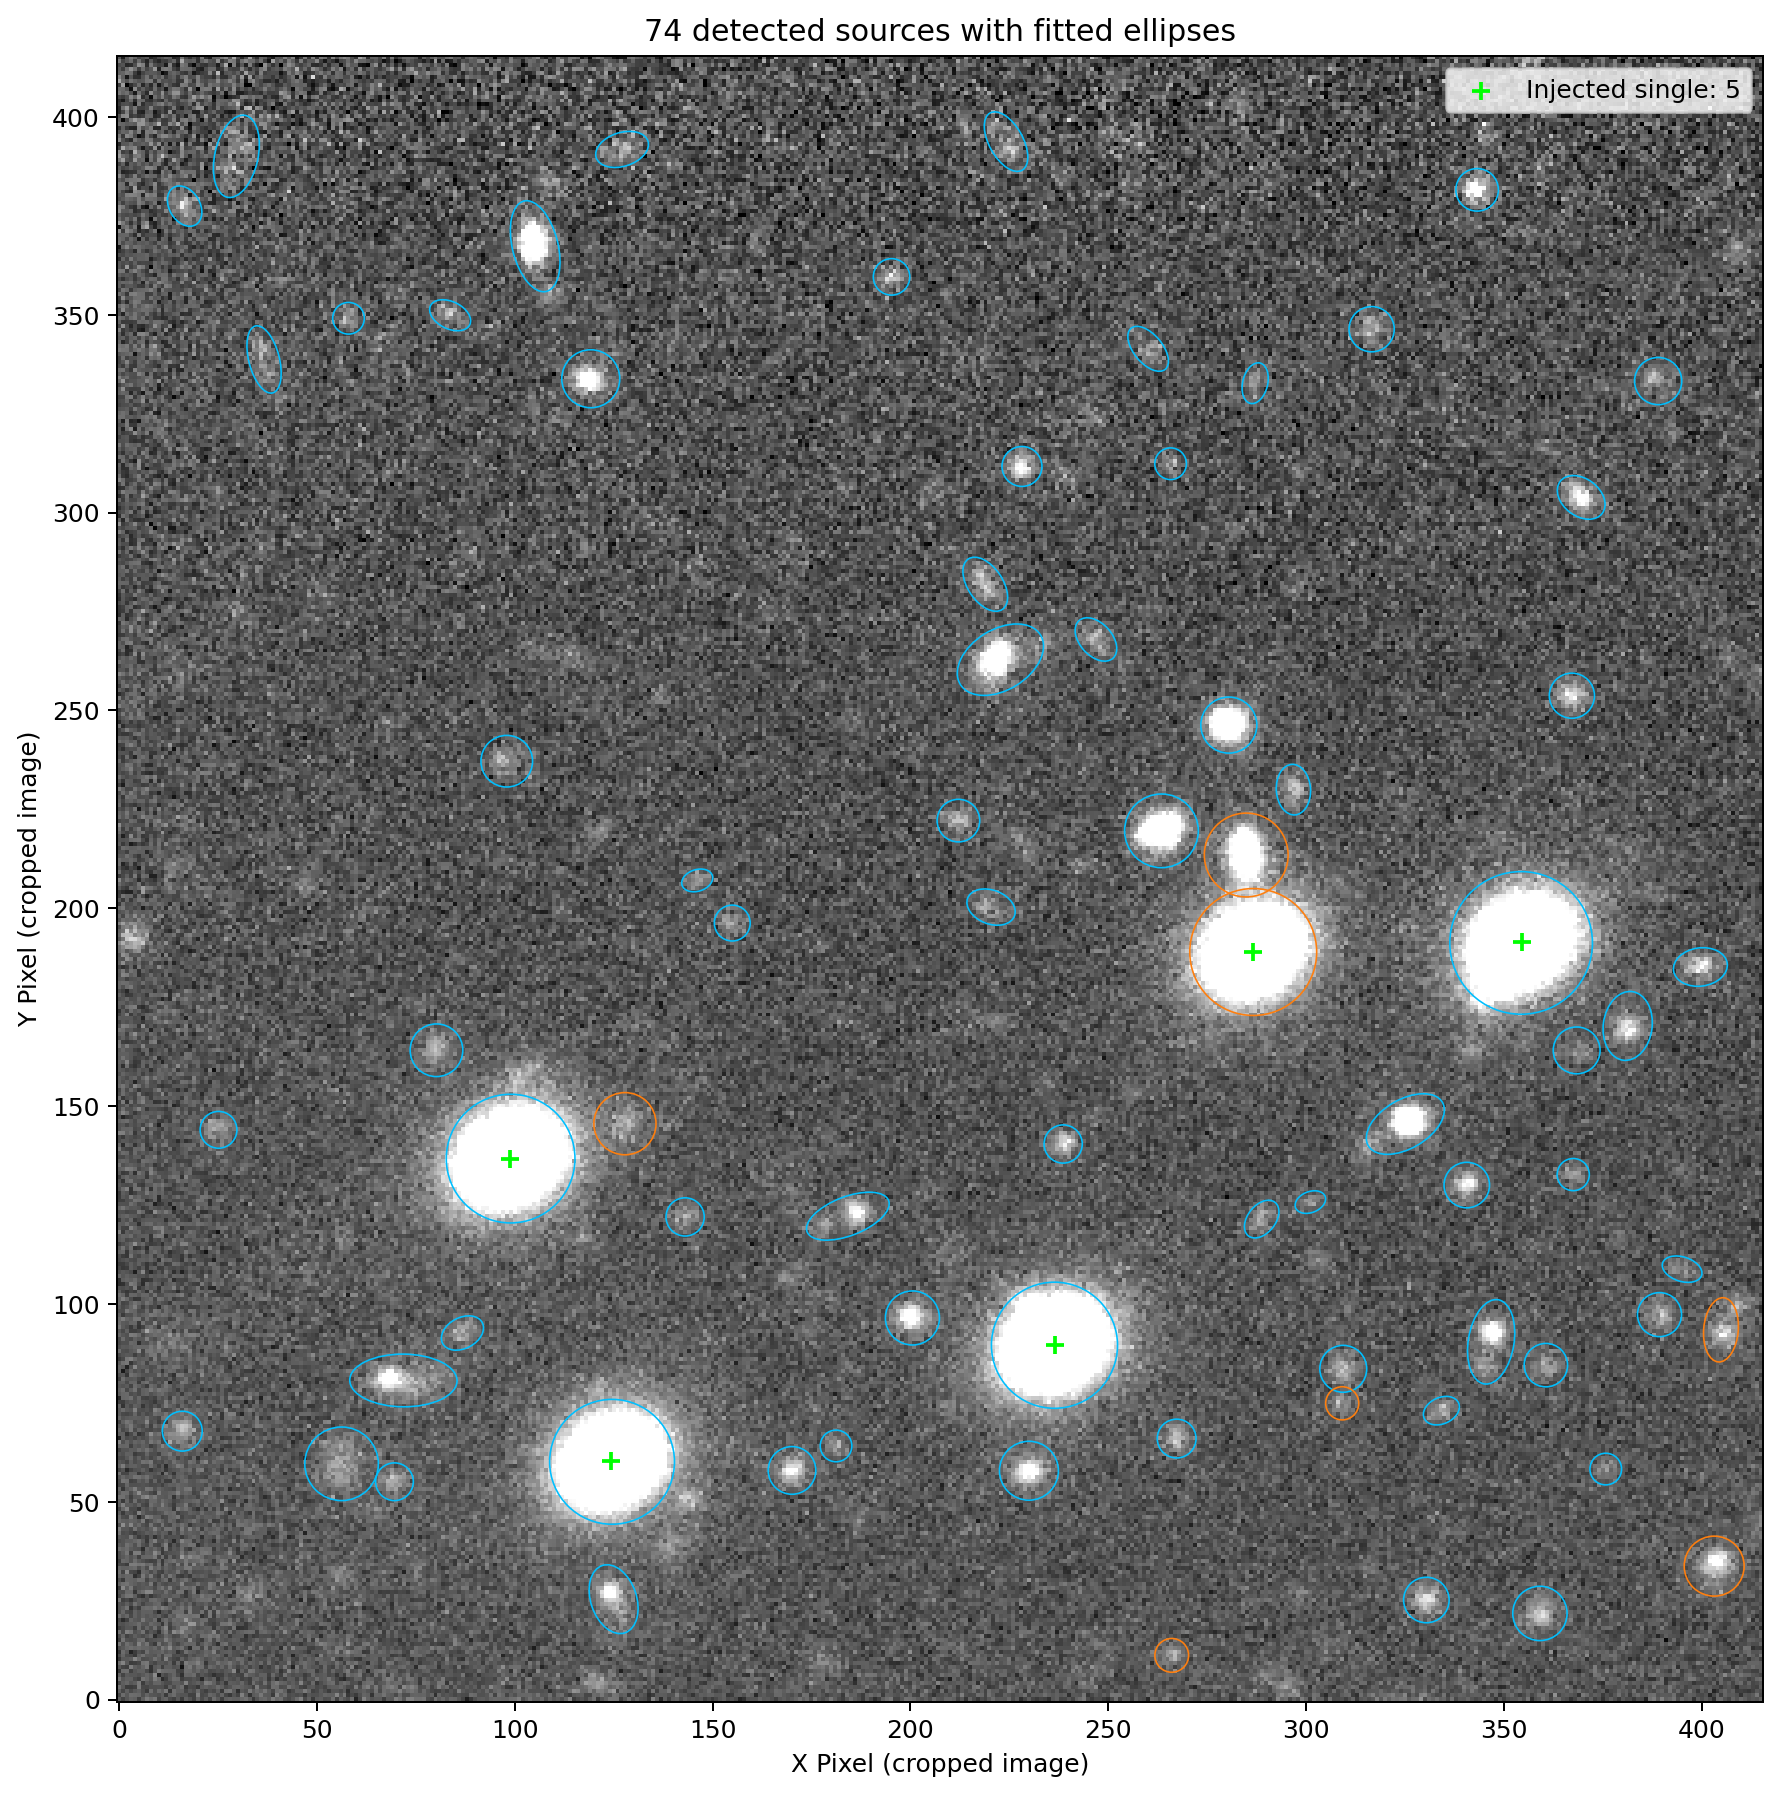 74 detected sources with fitted ellipses
Injected single: 5
400
350
300
250
200
150
100
50
0
Y Pixel (cropped image)
0 50 100 150 200 250 300 350 400
X Pixel (cropped image)